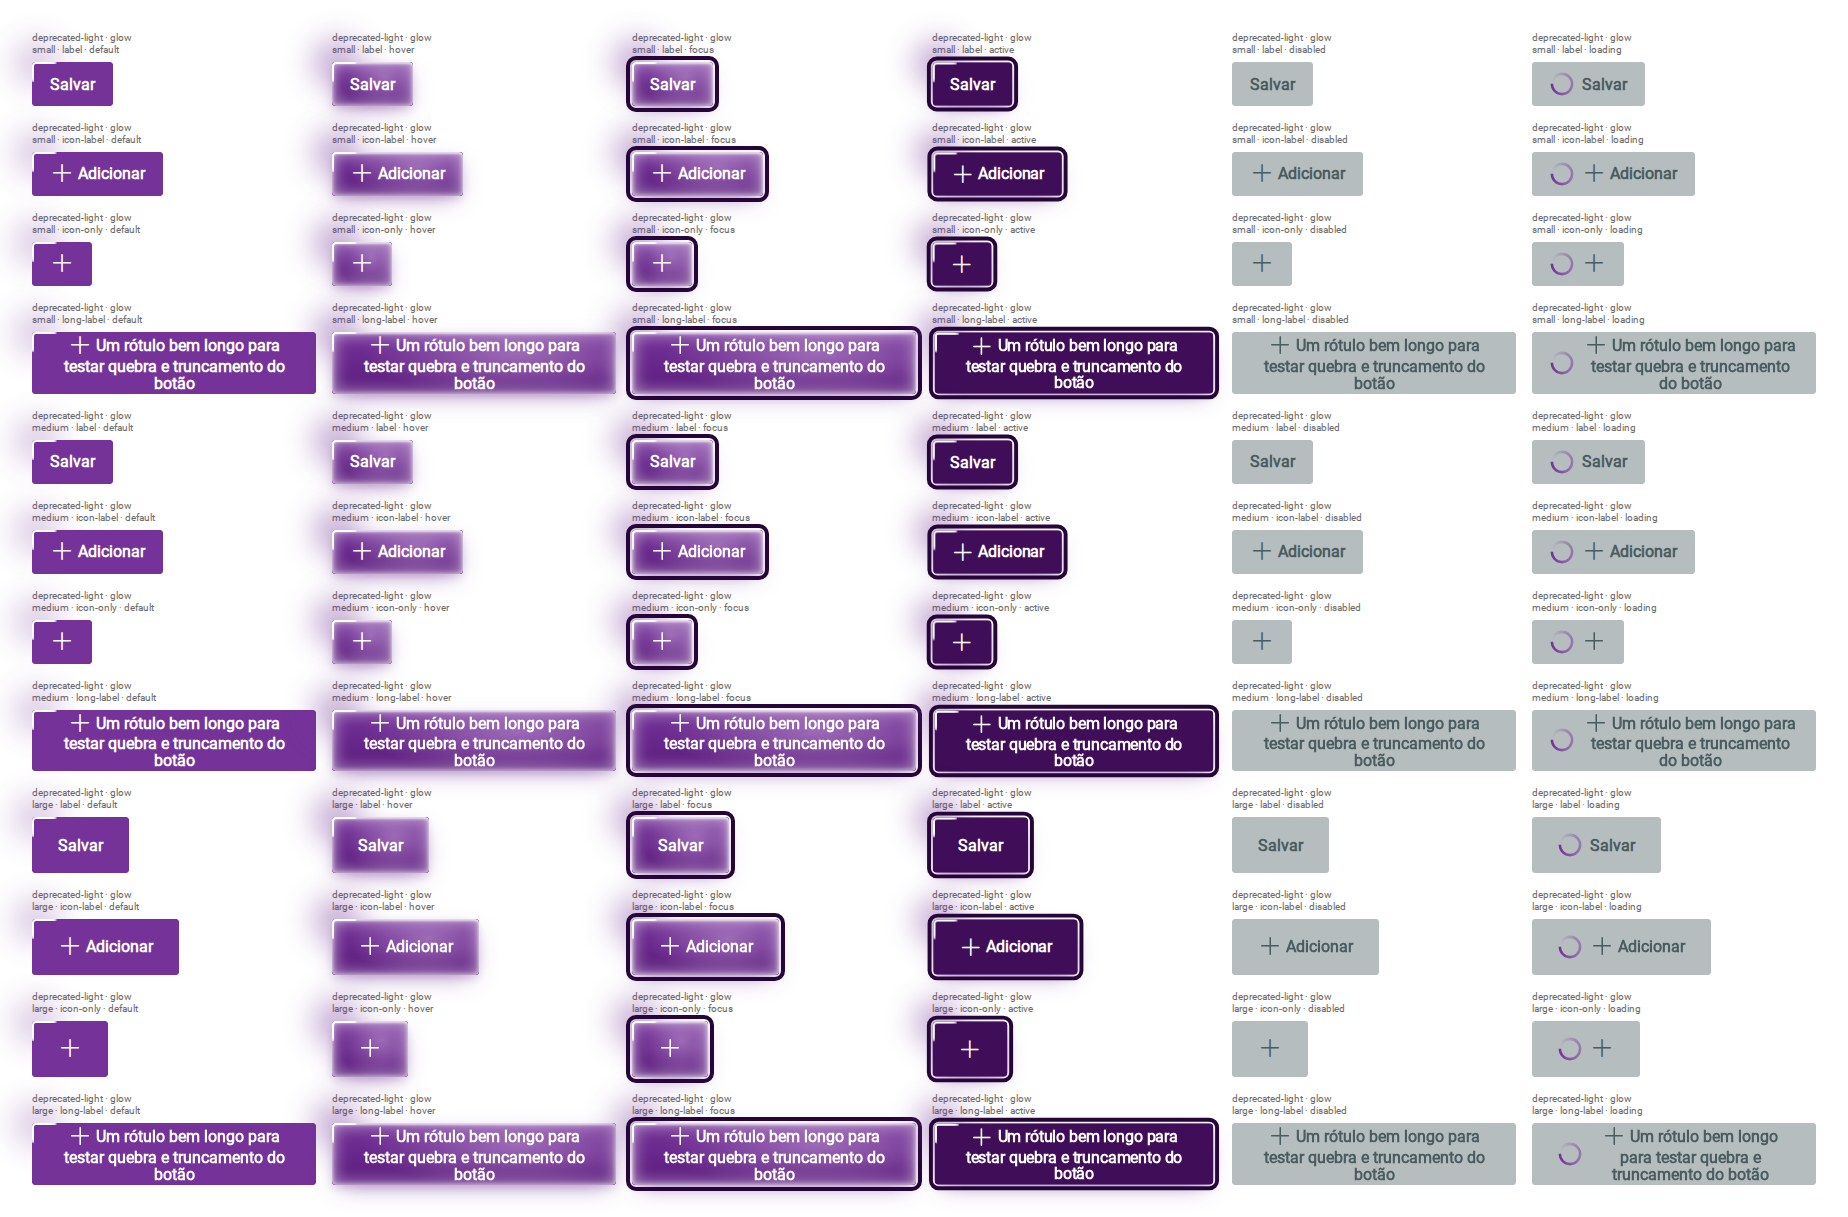 deprecated-light · glow
small · label · default
Salvar
deprecated-light · glow
small · label · hover
Salvar
deprecated-light · glow
small · label · focus
Salvar
deprecated-light · glow
small · label · active
Salvar
deprecated-light · glow
small · label · disabled
Salvar
deprecated-light · glow
small · label · loading
Salvar
deprecated-light · glow
small · icon-label · default
Adicionar
deprecated-light · glow
small · icon-label · hover
Adicionar
deprecated-light · glow
small · icon-label · focus
Adicionar
deprecated-light · glow
small · icon-label · active
Adicionar
deprecated-light · glow
small · icon-label · disabled
Adicionar
deprecated-light · glow
small · icon-label · loading
Adicionar
deprecated-light · glow
small · icon-only · default
deprecated-light · glow
small · icon-only · hover
deprecated-light · glow
small · icon-only · focus
deprecated-light · glow
small · icon-only · active
deprecated-light · glow
small · icon-only · disabled
deprecated-light · glow
small · icon-only · loading
deprecated-light · glow
small · long-label · default
Um rótulo bem longo para
testar quebra e truncamento do
botão
deprecated-light · glow
small · long-label · hover
Um rótulo bem longo para
testar quebra e truncamento do
botão
deprecated-light · glow
small · long-label · focus
Um rótulo bem longo para
testar quebra e truncamento do
botão
deprecated-light · glow
small · long-label · active
Um rótulo bem longo para
testar quebra e truncamento do
botão
deprecated-light · glow
small · long-label · disabled
Um rótulo bem longo para
testar quebra e truncamento do
botão
deprecated-light · glow
small · long-label · loading
Um rótulo bem longo para
testar quebra e truncamento
do botão
deprecated-light · glow
medium · label · default
Salvar
deprecated-light · glow
medium · label · hover
Salvar
deprecated-light · glow
medium · label · focus
Salvar
deprecated-light · glow
medium · label · active
Salvar
deprecated-light · glow
medium · label · disabled
Salvar
deprecated-light · glow
medium · label · loading
Salvar
deprecated-light · glow
medium · icon-label · default
Adicionar
deprecated-light · glow
medium · icon-label · hover
Adicionar
deprecated-light · glow
medium · icon-label · focus
Adicionar
deprecated-light · glow
medium · icon-label · active
Adicionar
deprecated-light · glow
medium · icon-label · disabled
Adicionar
deprecated-light · glow
medium · icon-label · loading
Adicionar
deprecated-light · glow
medium · icon-only · default
deprecated-light · glow
medium · icon-only · hover
deprecated-light · glow
medium · icon-only · focus
deprecated-light · glow
medium · icon-only · active
deprecated-light · glow
medium · icon-only · disabled
deprecated-light · glow
medium · icon-only · loading
deprecated-light · glow
medium · long-label · default
Um rótulo bem longo para
testar quebra e truncamento do
botão
deprecated-light · glow
medium · long-label · hover
Um rótulo bem longo para
testar quebra e truncamento do
botão
deprecated-light · glow
medium · long-label · focus
Um rótulo bem longo para
testar quebra e truncamento do
botão
deprecated-light · glow
medium · long-label · active
Um rótulo bem longo para
testar quebra e truncamento do
botão
deprecated-light · glow
medium · long-label · disabled
Um rótulo bem longo para
testar quebra e truncamento do
botão
deprecated-light · glow
medium · long-label · loading
Um rótulo bem longo para
testar quebra e truncamento
do botão
deprecated-light · glow
large · label · default
Salvar
deprecated-light · glow
large · label · hover
Salvar
deprecated-light · glow
large · label · focus
Salvar
deprecated-light · glow
large · label · active
Salvar
deprecated-light · glow
large · label · disabled
Salvar
deprecated-light · glow
large · label · loading
Salvar
deprecated-light · glow
large · icon-label · default
Adicionar
deprecated-light · glow
large · icon-label · hover
Adicionar
deprecated-light · glow
large · icon-label · focus
Adicionar
deprecated-light · glow
large · icon-label · active
Adicionar
deprecated-light · glow
large · icon-label · disabled
Adicionar
deprecated-light · glow
large · icon-label · loading
Adicionar
deprecated-light · glow
large · icon-only · default
deprecated-light · glow
large · icon-only · hover
deprecated-light · glow
large · icon-only · focus
deprecated-light · glow
large · icon-only · active
deprecated-light · glow
large · icon-only · disabled
deprecated-light · glow
large · icon-only · loading
deprecated-light · glow
large · long-label · default
Um rótulo bem longo para
testar quebra e truncamento do
botão
deprecated-light · glow
large · long-label · hover
Um rótulo bem longo para
testar quebra e truncamento do
botão
deprecated-light · glow
large · long-label · focus
Um rótulo bem longo para
testar quebra e truncamento do
botão
deprecated-light · glow
large · long-label · active
Um rótulo bem longo para
testar quebra e truncamento do
botão
deprecated-light · glow
large · long-label · disabled
Um rótulo bem longo para
testar quebra e truncamento do
botão
deprecated-light · glow
large · long-label · loading
Um rótulo bem longo
para testar quebra e
truncamento do botão